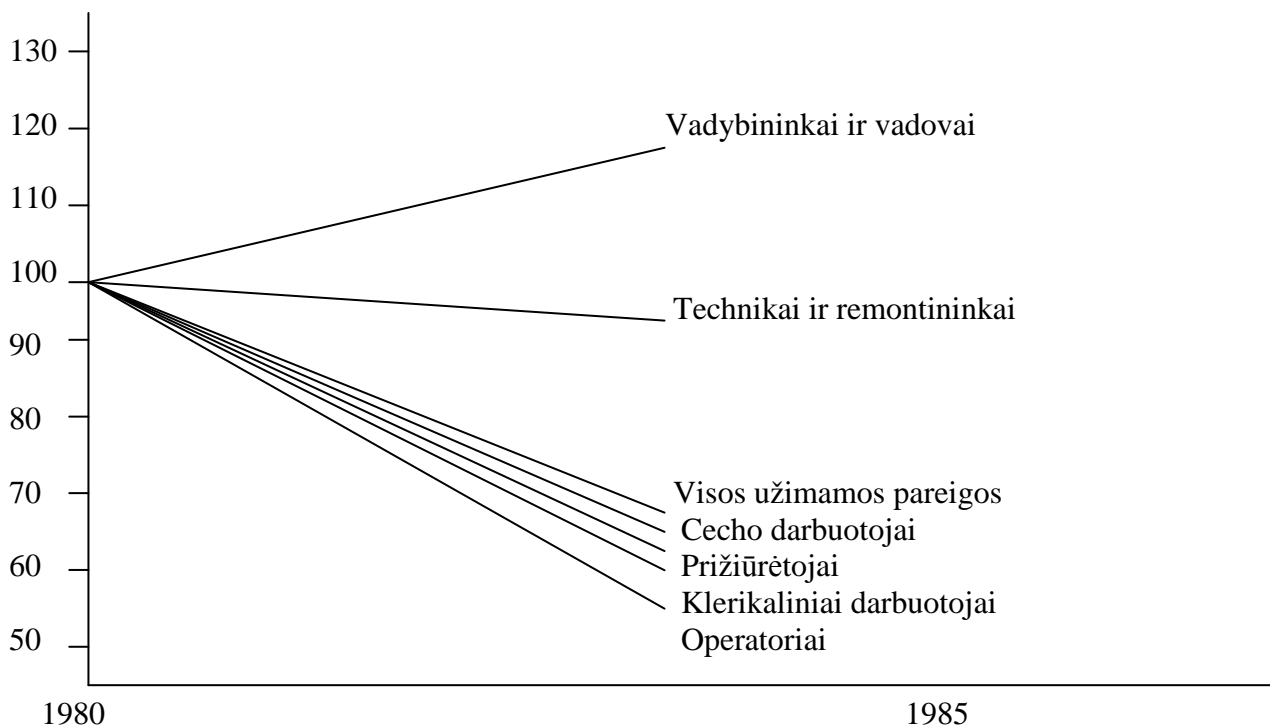 130
120
Vadybininkai ir vadovai
110
100
Technikai ir remontininkai
90
80
70
Visos užimamos pareigos
Cecho darbuotojai
60
Prižiūrėtojai
Klerikaliniai darbuotojai
50
Operatoriai
1980
1985